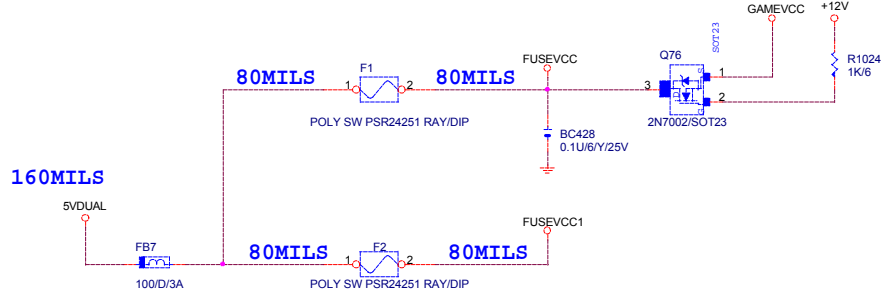 GAMEVCC
+12V
SOT23
F1
FUSEVCC
Q76
80MILS
80MILS
1
2
3
1
2
S
D
G
R1024
1K/6
POLY SW PSR24251 RAY/DIP
2N7002/SOT23
BC428
0.1U/6/Y/25V
160MILS
5VDUAL
FB7
100/D/3A
80MILS
F2
80MILS
FUSEVCC1
1
2
POLY SW PSR24251 RAY/DIP